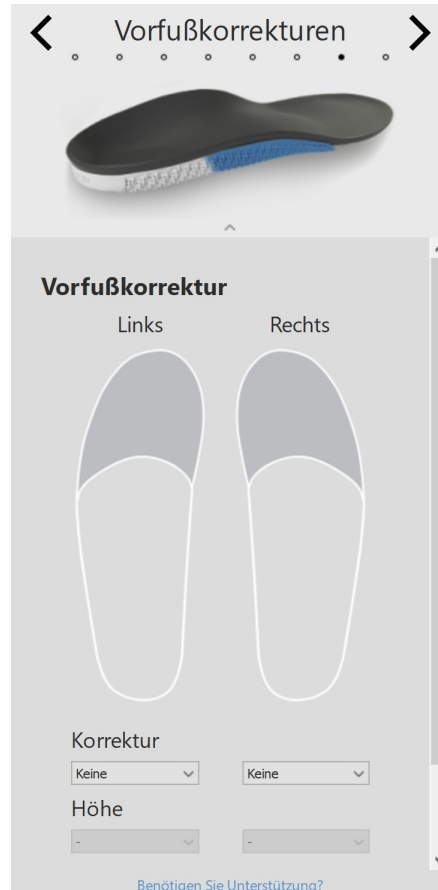 Vorfußkorrekturen
Vorfußkorrektur
Links Rechts
Korrektur
Keine Keine
Höhe
- -
Benötigen Sie Unterstützung?